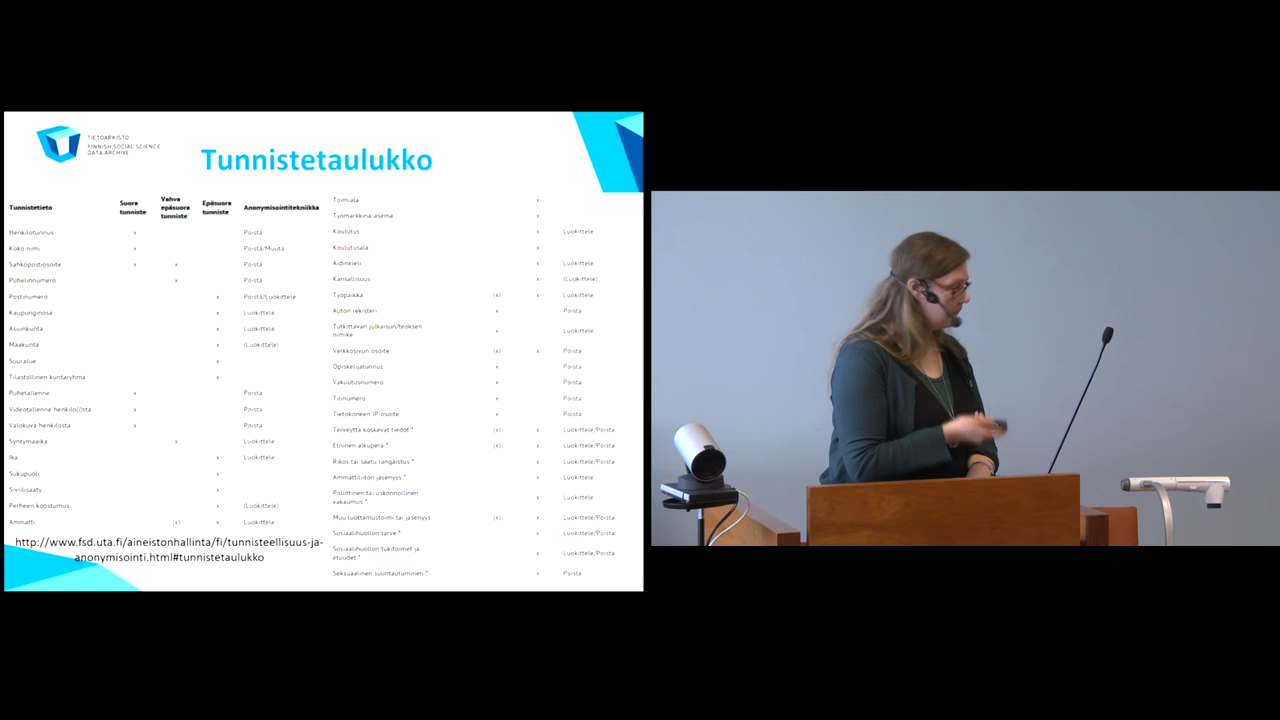 TIETOARKISTO
FINNISH SOCIAL SCIENCE
DATA ARCHIVE
Tunnistetaulukko
Tunnistetieto Suora tunniste Vahva epäsuora tunniste Epäsuora tunniste Anonymisointitekniikka
Henkilötunnus x Poista
Koko nimi x Poista/Muuta
Sähköpostiosoite x x Poista
Puhelinnumero x Poista
Postinumero x Poista/Luokittele
Kaupunginosa x Luokittele
Asuinkunta x Luokittele
Maakunta x (Luokittele)
Suuralue x
Tilastollinen kuntaryhmä x
Puhetallenne x Poista
Videotallenne henkilö(i)stä x Poista
Valokuva henkilöstä x Poista
Syntymäaika x Luokittele
Ikä x Luokittele
Sukupuoli x
Siviilisääty x
Perheen koostumus x (Luokittele)
Ammatti (x) x Luokittele
http://www.fsd.uta.fi/aineistonhallinta/fi/tunnisteellisuus-ja-
anonymisointi.html#tunnistetaulukko
Toimiala x
Työmarkkina-asema x
Koulutus x Luokittele
Koulutusala x
Äidinkieli x Luokittele
Kansallisuus x (Luokittele)
Työpaikka (x) x Luokittele
Auton rekisteri x Poista
Tutkittavan julkaisun/teoksen
nimike x Luokittele
Verkkosivun osoite (x) x Poista
Opiskelijatunnus x Poista
Vakuutusnumero x Poista
Tilinumero x Poista
Tietokoneen IP-osoite x Poista
Terveyttä koskevat tiedot * (x) x Luokittele/Poista
Etninen alkuperä * (x) x Luokittele/Poista
Rikos tai saatu rangaistus * x Luokittele/Poista
Ammattiliiton jäsenyys * x Luokittele
Poliittinen tai uskonnollinen
vakaumus * x Luokittele
Muu luottamustoimi tai jäsenyys (x) x Luokittele/Poista
Sosiaalihuollon tarve * x Luokittele/Poista
Sosiaalihuollon tukitoimet ja
etuudet * x Luokittele/Poista
Seksuaalinen suuntautuminen * x Poista